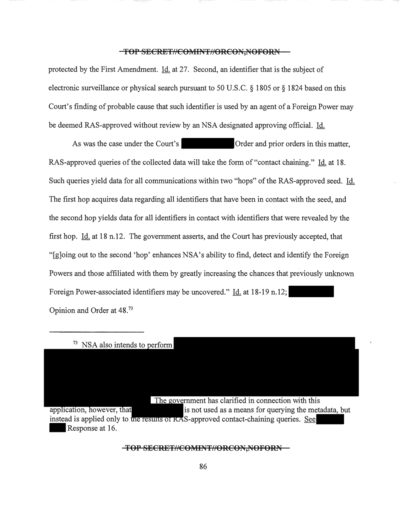 TOP SECRET//COMINT//ORCON,NOFORN
protected by the First Amendment. Id. at 27. Second, an identifier that is the subject of
electronic surveillance or physical search pursuant to 50 U.S.C. § 1805 or § 1824 based on this
Court's finding of probable cause that such identifier is used by an agent of a Foreign Power may
be deemed RAS-approved without review by an NSA designated approving official. Id.
As was the case under the Court's Order and prior orders in this matter,
RAS-approved queries of the collected data will take the form of "contact chaining." Id. at 18.
Such queries yield data for all communications within two "hops" of the RAS-approved seed. Id.
The first hop acquires data regarding all identifiers that have been in contact with the seed, and
the second hop yields data for all identifiers in contact with identifiers that were revealed by the
first hop. Id. at 18 n.12. The government asserts, and the Court has previously accepted, that
"[g]oing out to the second 'hop' enhances NSA's ability to find, detect and identify the Foreign
Powers and those affiliated with them by greatly increasing the chances that previously unknown
Foreign Power-associated identifiers may be uncovered." Id. at 18-19 n.12;
Opinion and Order at 48.73
73 NSA also intends to perform
The government has clarified in connection with this
application, however, that is not used as a means for querying the metadata, but
instead is applied only to the results of RAS-approved contact-chaining queries. See
Response at 16.
TOP SECRET//COMINT//ORCON,NOFORN
86